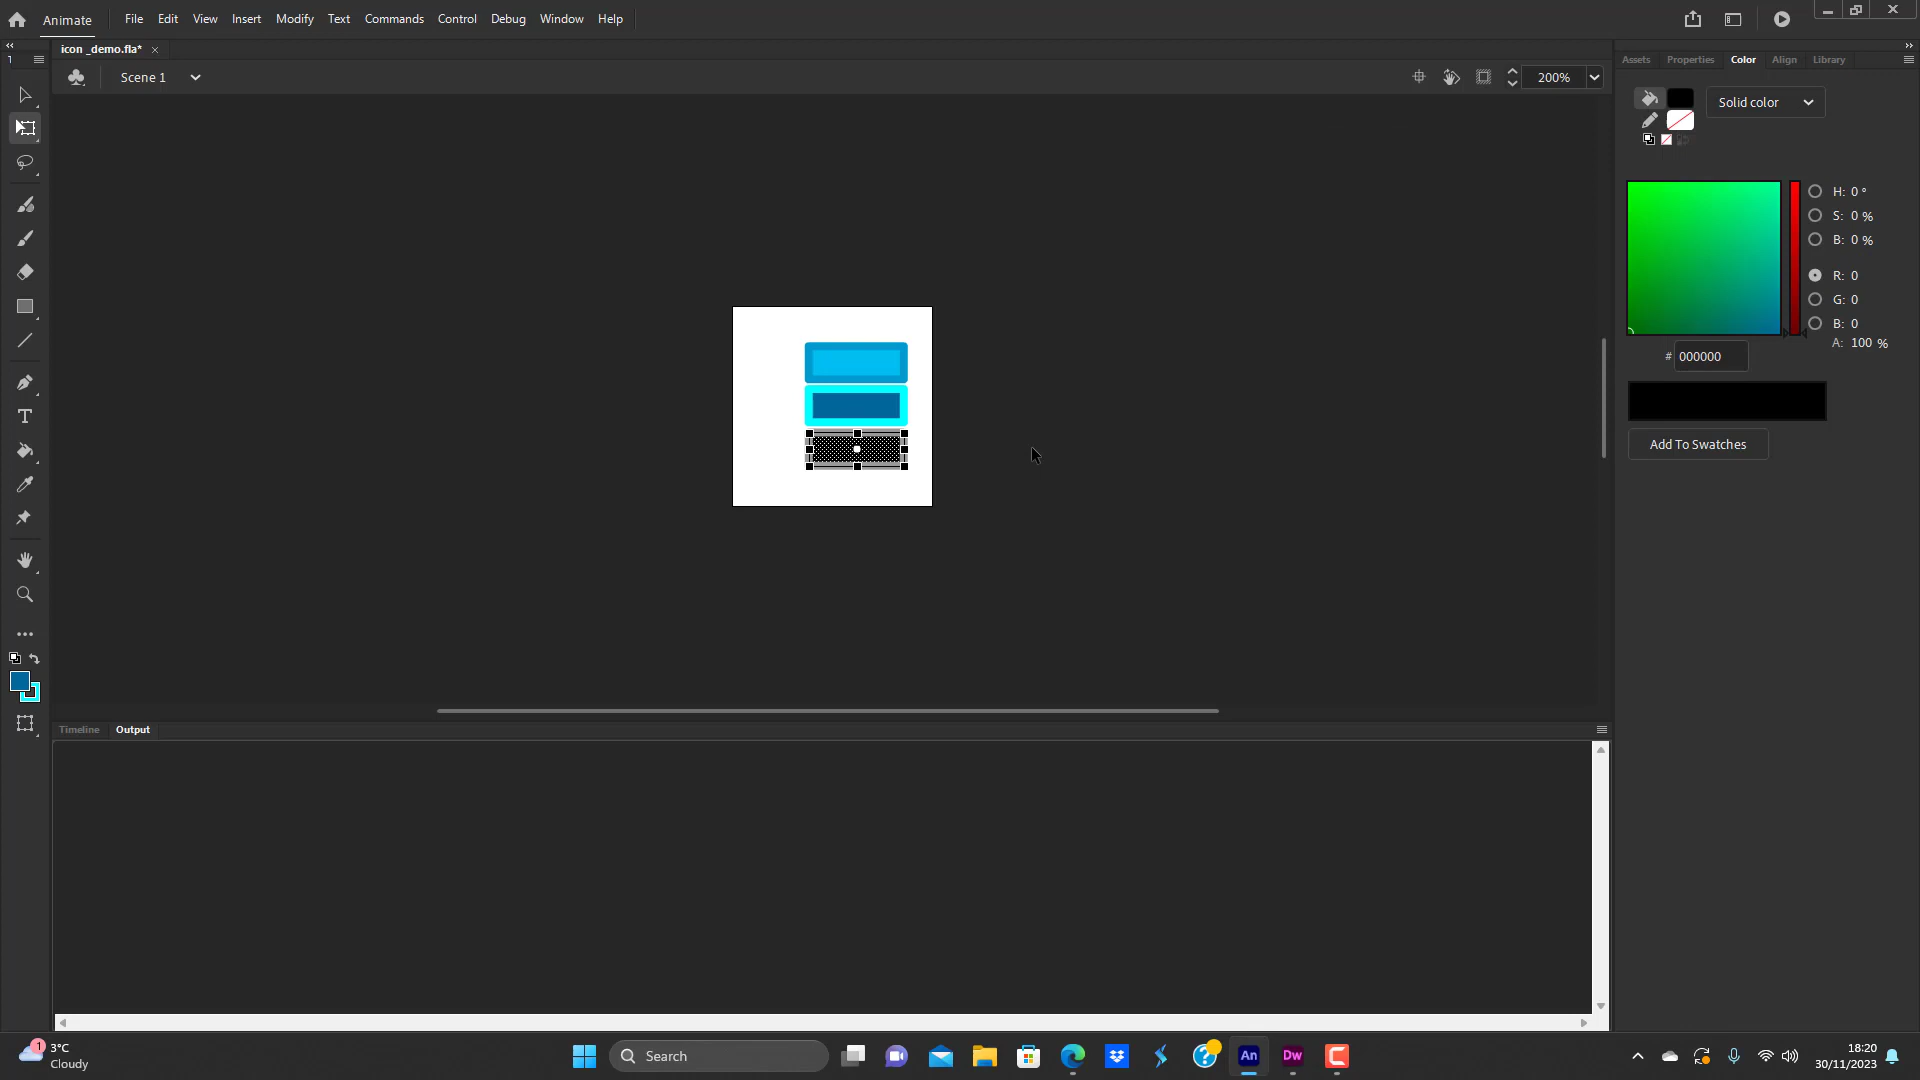 Animate File Edit View Insert Modify Text Commands Control Debug Window Help
icon _demo.fla*
Assets Properties Color Align Library
Scene 1
200%
Solid color
H: 0 °
S: 0 %
B: 0 %
R: 0
G: 0
B: 0
A: 100 %
# 000000
Add To Swatches
T
Timeline Output
1
3°C
Cloudy
Search
An
Dw
18:20
30/11/2023